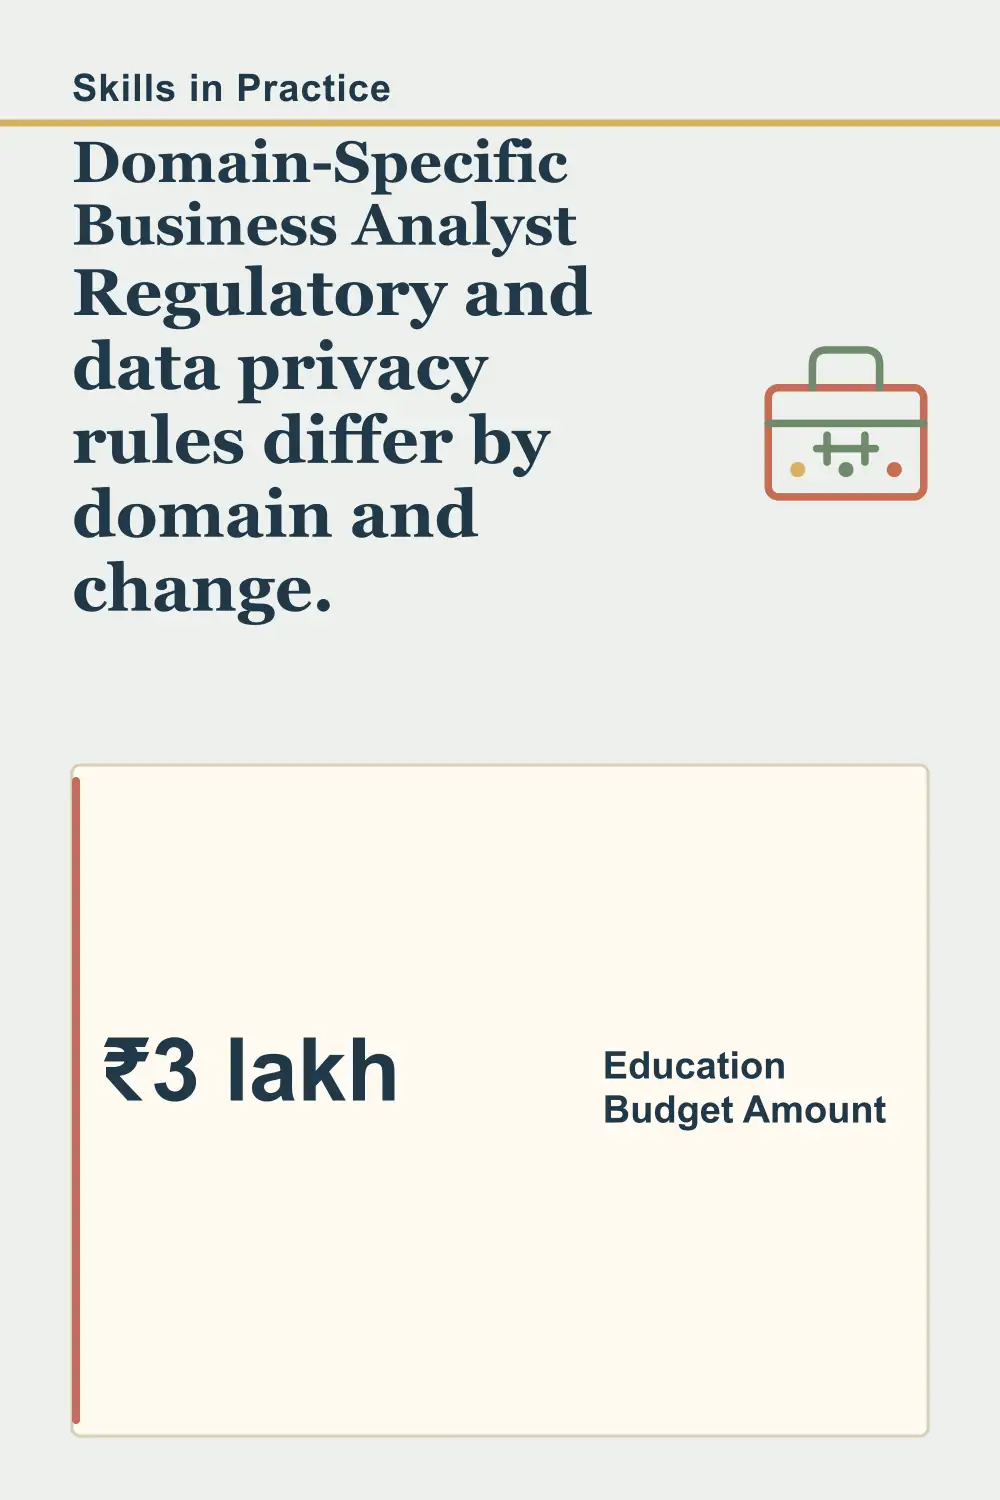 Skills in Practice
Domain-Specific
Business Analyst
Regulatory and
data privacy
rules differ by
domain and
change.
₹3 lakh
Education
Budget Amount